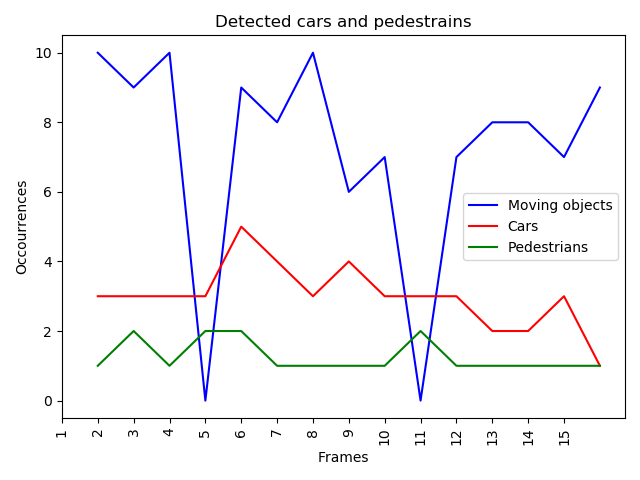 Detected cars and pedestrains
10
8
6
4
2
0
Occourrences
Moving objects
Cars
Pedestrians
1 2 3 4 5 6 7 8 9 10 11 12 13 14 15
Frames